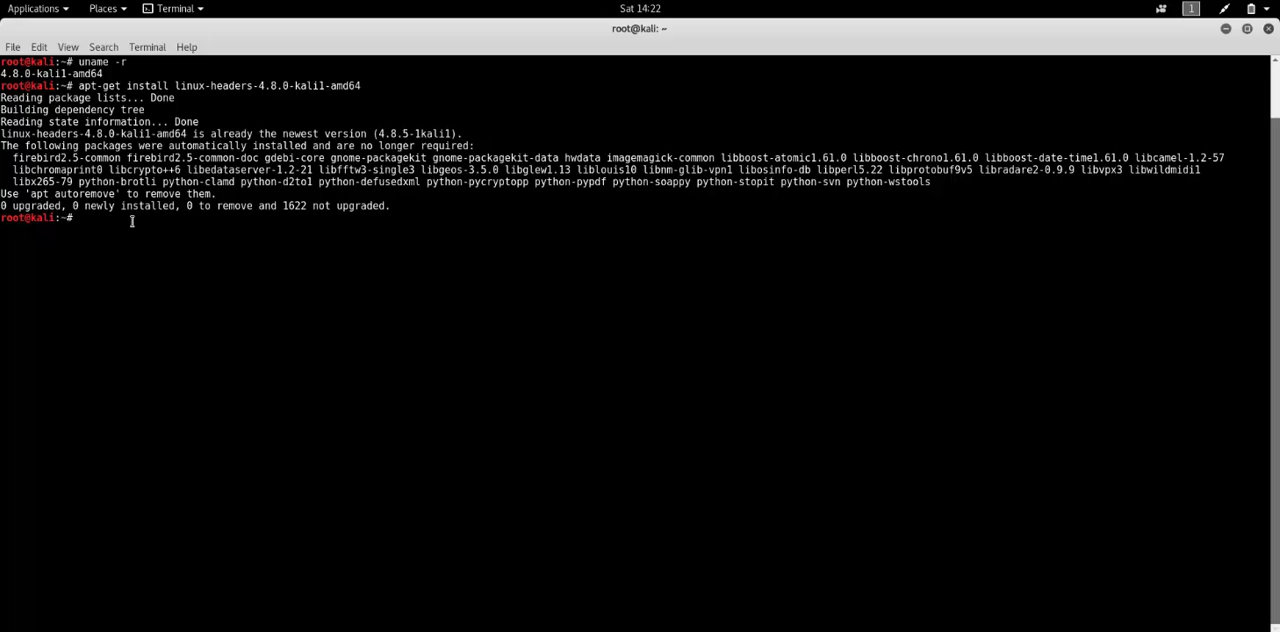 Applications Places Terminal Sat 14:22 1
root@kali: ~
File Edit View Search Terminal Help
root@kali:~# uname -r
4.8.0-kali1-amd64
root@kali:~# apt-get install linux-headers-4.8.0-kali1-amd64
Reading package lists... Done
Building dependency tree
Reading state information... Done
linux-headers-4.8.0-kali1-amd64 is already the newest version (4.8.5-1kali1).
The following packages were automatically installed and are no longer required:
firebird2.5-common firebird2.5-common-doc gdebi-core gnome-packagekit gnome-packagekit-data hwdata imagemagick-common libboost-atomic1.61.0 libboost-chrono1.61.0 libboost-date-time1.61.0 libcamel-1.2-57
libchromaprint0 libcrypto++6 libedataserver-1.2-21 libfftw3-single3 libgeos-3.5.0 libglew1.13 liblouis10 libnm-glib-vpn1 libosinfo-db libperl5.22 libprotobuf9v5 libradare2-0.9.9 libvpx3 libwildmidi1
libx265-79 python-brotli python-clamd python-d2to1 python-defusedxml python-pycryptopp python-pypdf python-soappy python-stopit python-svn python-wstools
Use 'apt autoremove' to remove them.
0 upgraded, 0 newly installed, 0 to remove and 1622 not upgraded.
root@kali:~#